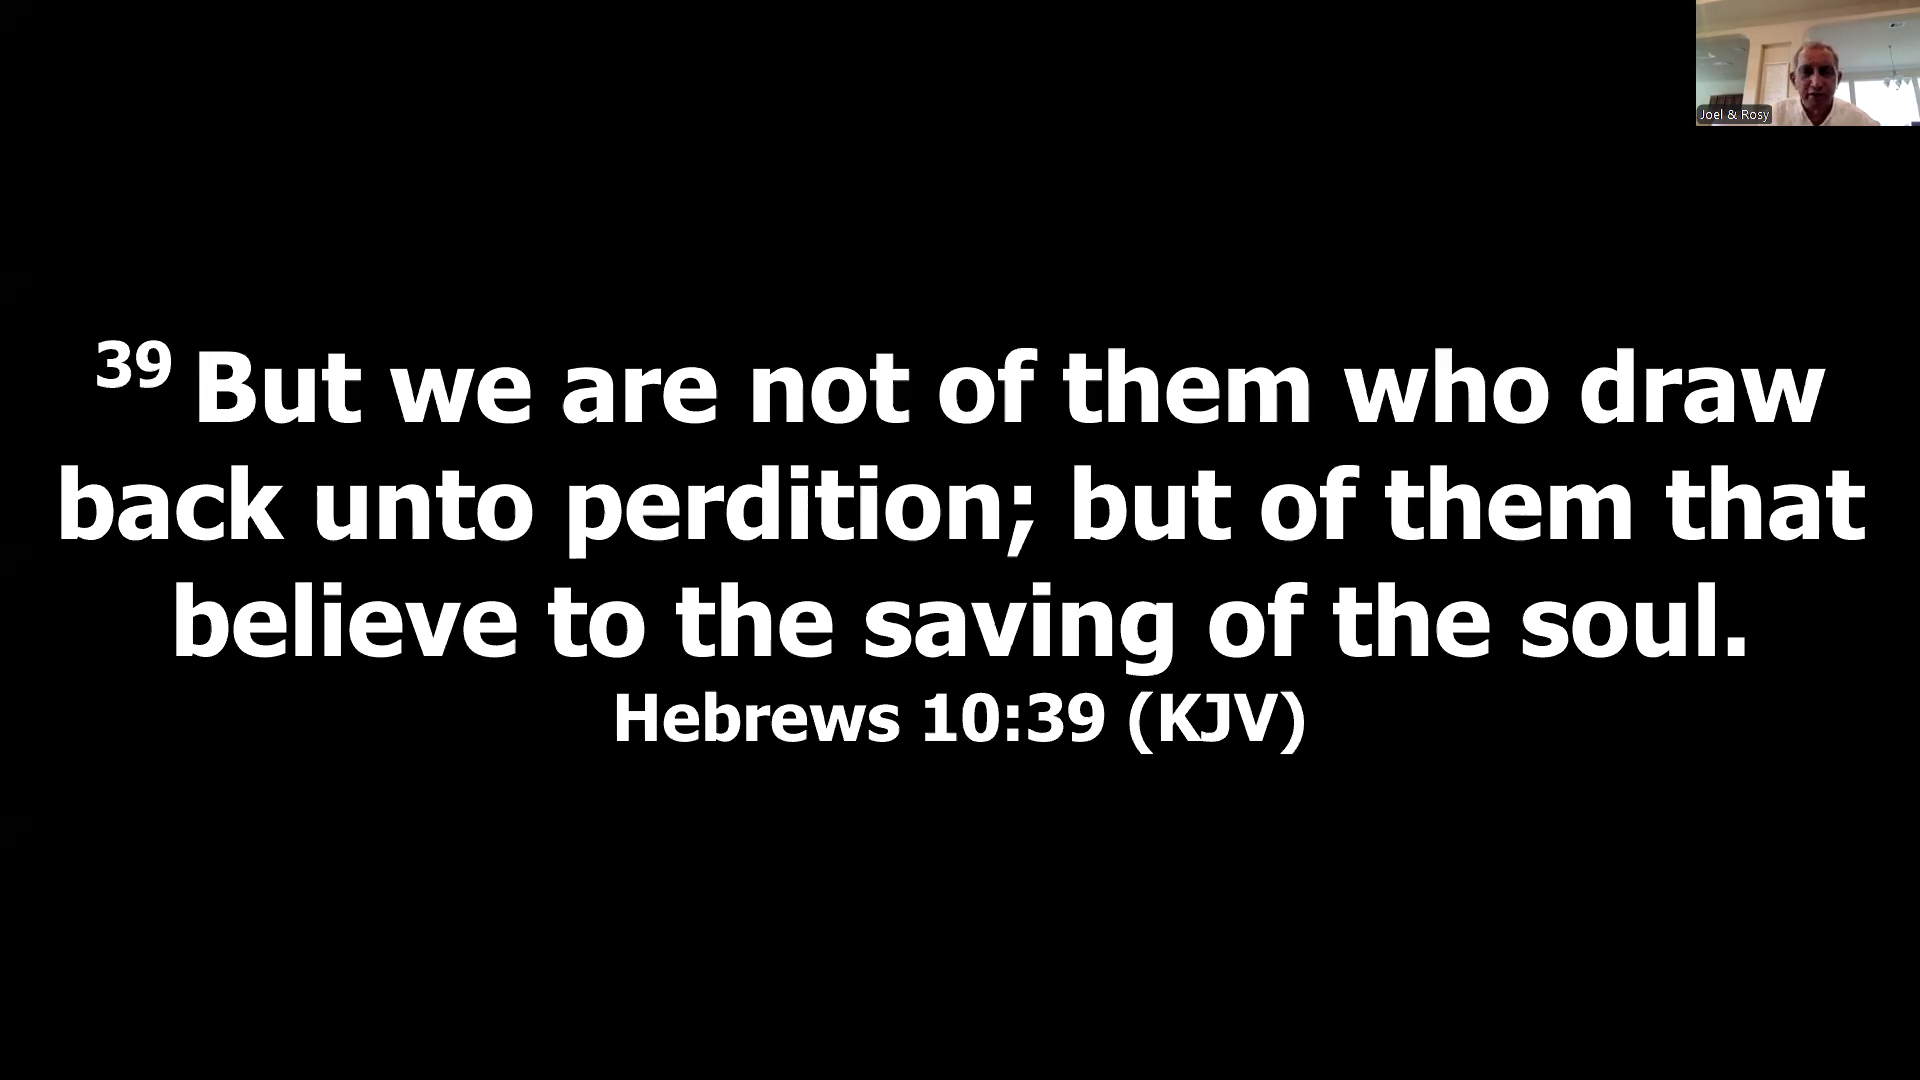 Joel & Rosy
39 But we are not of them who draw
back unto perdition; but of them that
believe to the saving of the soul.
Hebrews 10:39 (KJV)